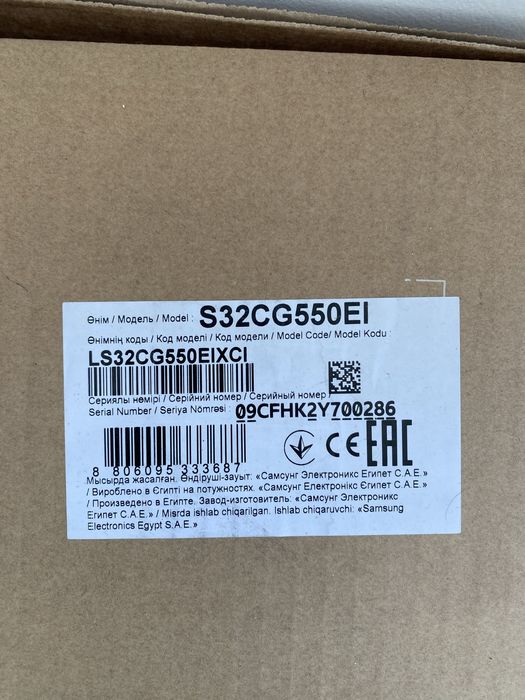 Өнім / Модель / Model : S32CG550EI
Өнімнің коды / Код моделі / Код модели / Model Code/ Model Kodu :
LS32CG550EIXCI
Сериялы нөмірі / Серійний номер / Серийный номер /
Serial Number / Seriya Nömrəsi : 09CFHK2Y700286
8 806095 333687
CE EAC
Мысырда жасалған. Өндіруші-зауыт: «Самсунг Электроникс Египет С.А.Е.»
/ Вироблено в Єгипті на потужностях. «Самсунг Електронікс Єгипет С.А.Е.»
/ Произведено в Египте. Завод-изготовитель: «Самсунг Электроникс
Египет С.А.Е.» / Misrda ishlab chiqarilgan. Ishlab chiqaruvchi: «Samsung
Electronics Egypt S.A.E.»